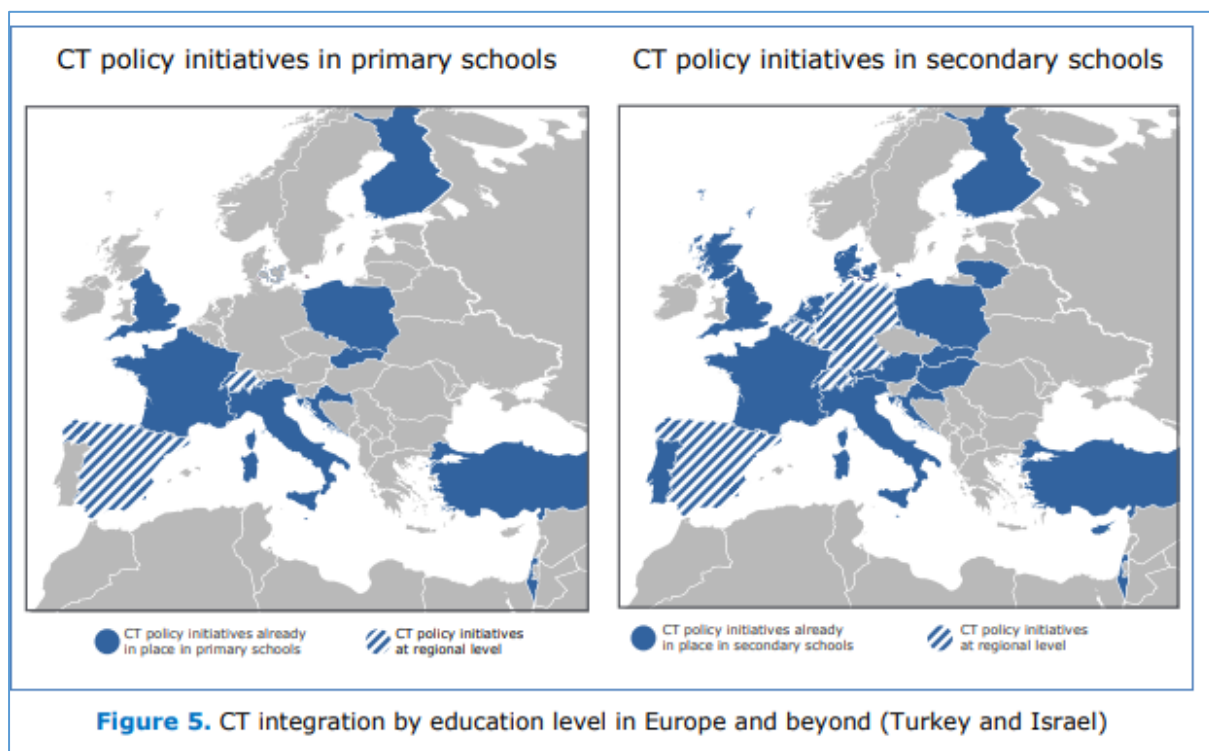 CT policy initiatives in primary schools
CT policy initiatives in secondary schools
CT policy initiatives already
in place in primary schools
CT policy initiatives
at regional level
CT policy initiatives already
in place in secondary schools
CT policy initiatives
at regional level
Figure 5. CT integration by education level in Europe and beyond (Turkey and Israel)